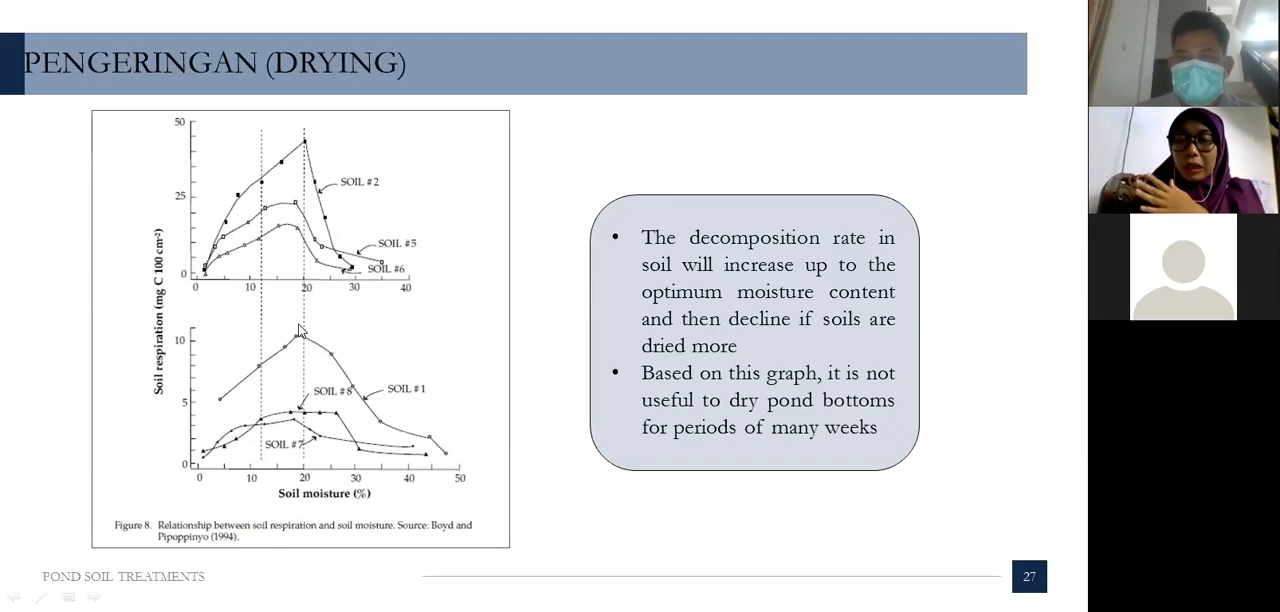 PENGERINGAN (DRYING)
50
25
0
SOIL #2
SOIL #5
SOIL #6
0 10 20 30 40
Soil respiration (mg C 100 cm-2)
10
5
0
SOIL #8
SOIL #1
SOIL #7
0 10 20 30 40 50
Soil moisture (%)
Figure 8. Relationship between soil respiration and soil moisture. Source: Boyd and
Pipoppinyo (1994).
• The decomposition rate in
soil will increase up to the
optimum moisture content
and then decline if soils are
dried more
• Based on this graph, it is not
useful to dry pond bottoms
for periods of many weeks
POND SOIL TREATMENTS
27